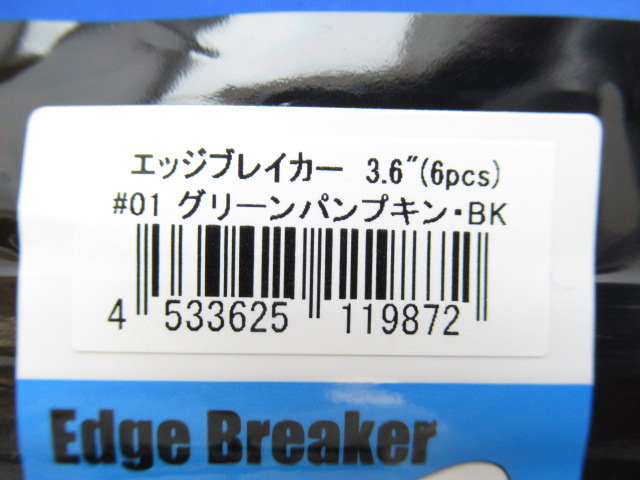 エッジブレイカー 3.6"(6pcs)
#01 グリーンパンプキン・BK
4 533625 119872
Edge Breaker